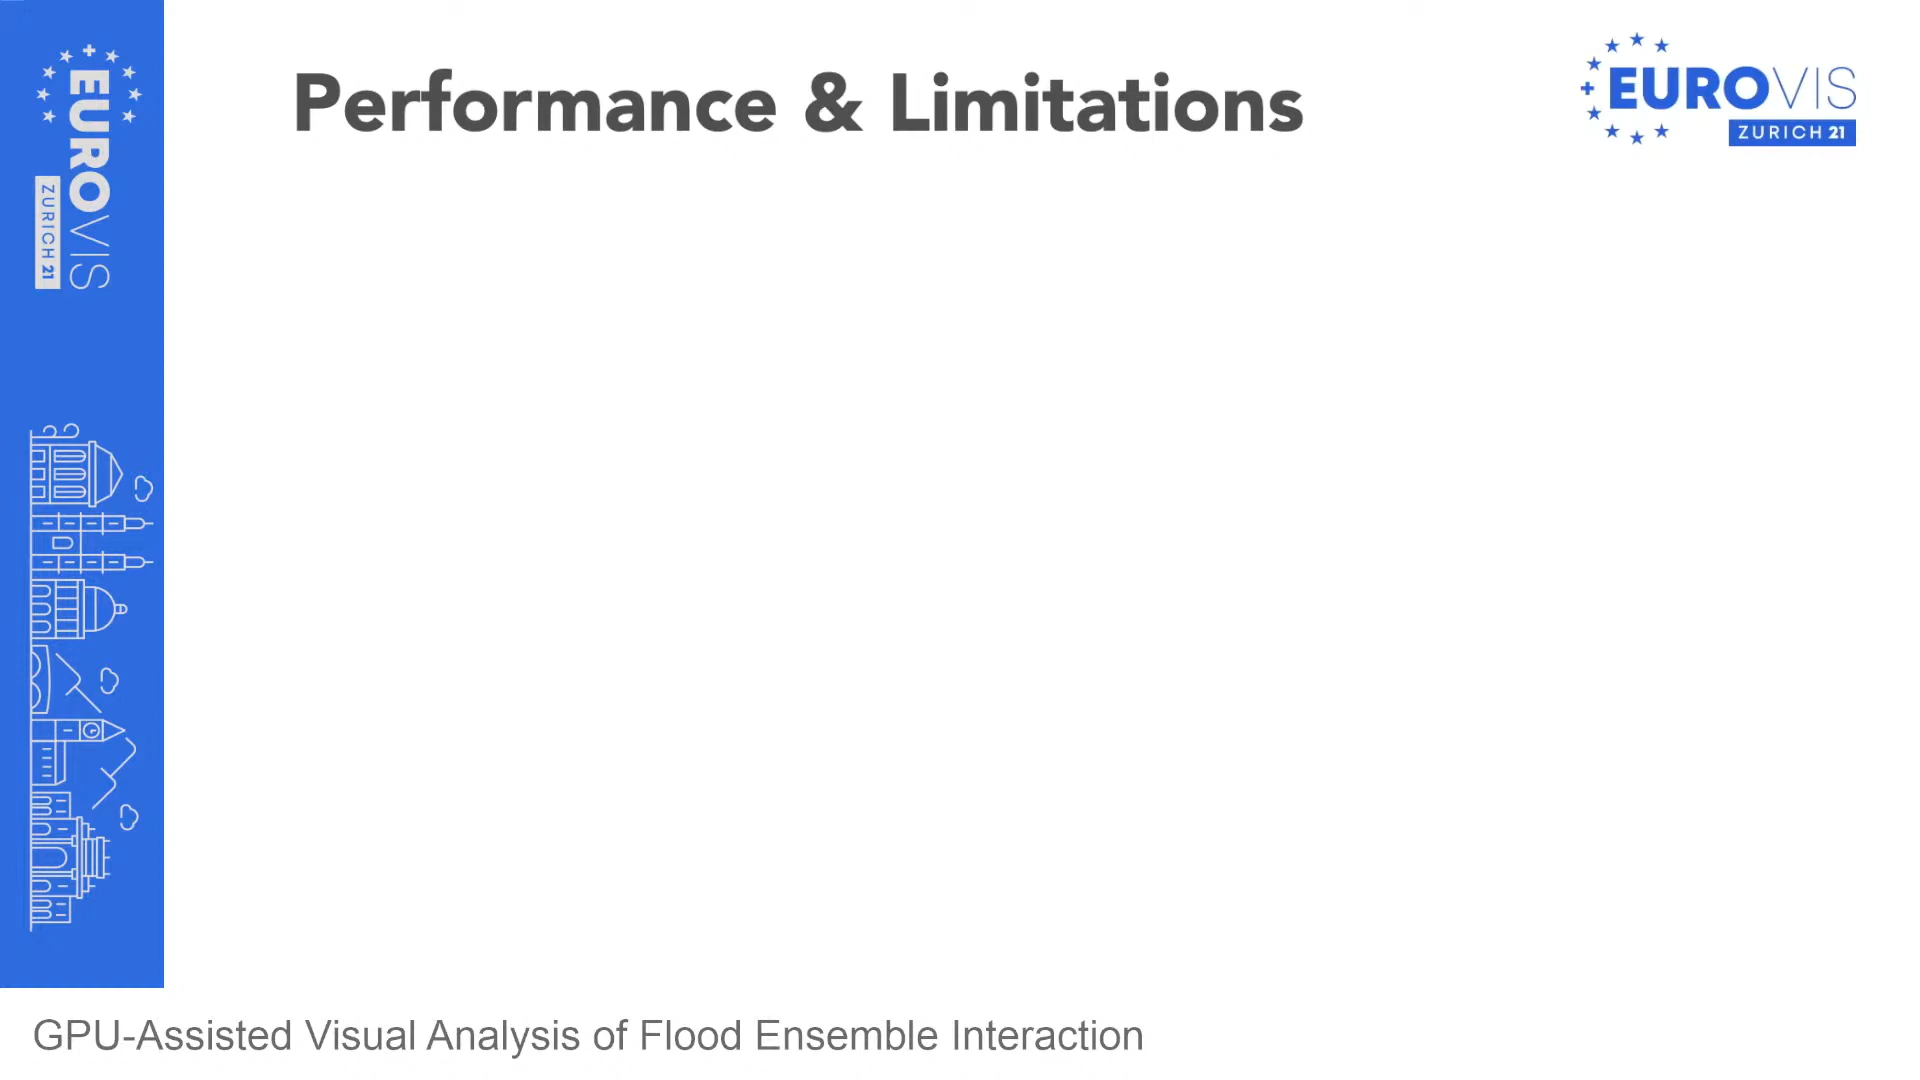 EUROVIS
ZURICH 21
Performance & Limitations
EUROVIS
ZURICH 21
GPU-Assisted Visual Analysis of Flood Ensemble Interaction